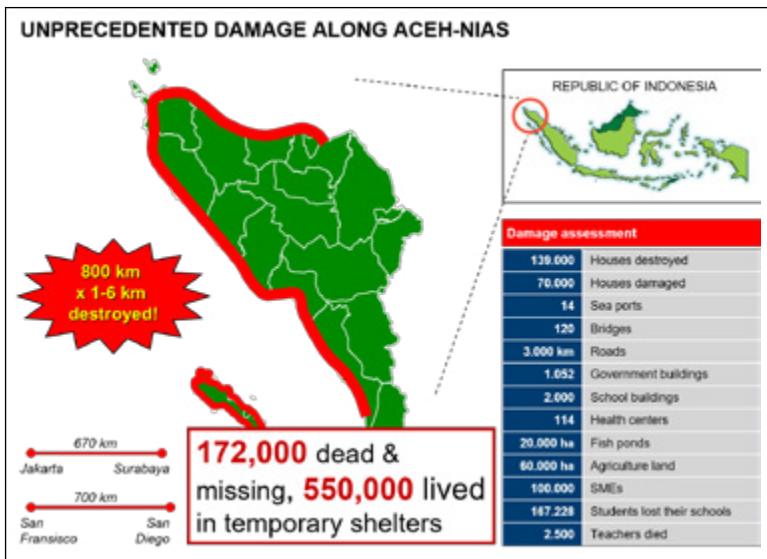 UNPRECEDENTED DAMAGE ALONG ACEH-NIAS
REPUBLIC OF INDONESIA
800 km
x 1-6 km
destroyed!
670 km
Jakarta Surabaya
700 km
San San
Fransisco Diego
172,000 dead &
missing, 550,000 lived
in temporary shelters
Damage assessment
139.000 Houses destroyed
70.000 Houses damaged
14 Sea ports
120 Bridges
3.000 km Roads
1.052 Government buildings
2.000 School buildings
114 Health centers
20.000 ha Fish ponds
60.000 ha Agriculture land
100.000 SMEs
167.228 Students lost their schools
2.500 Teachers died